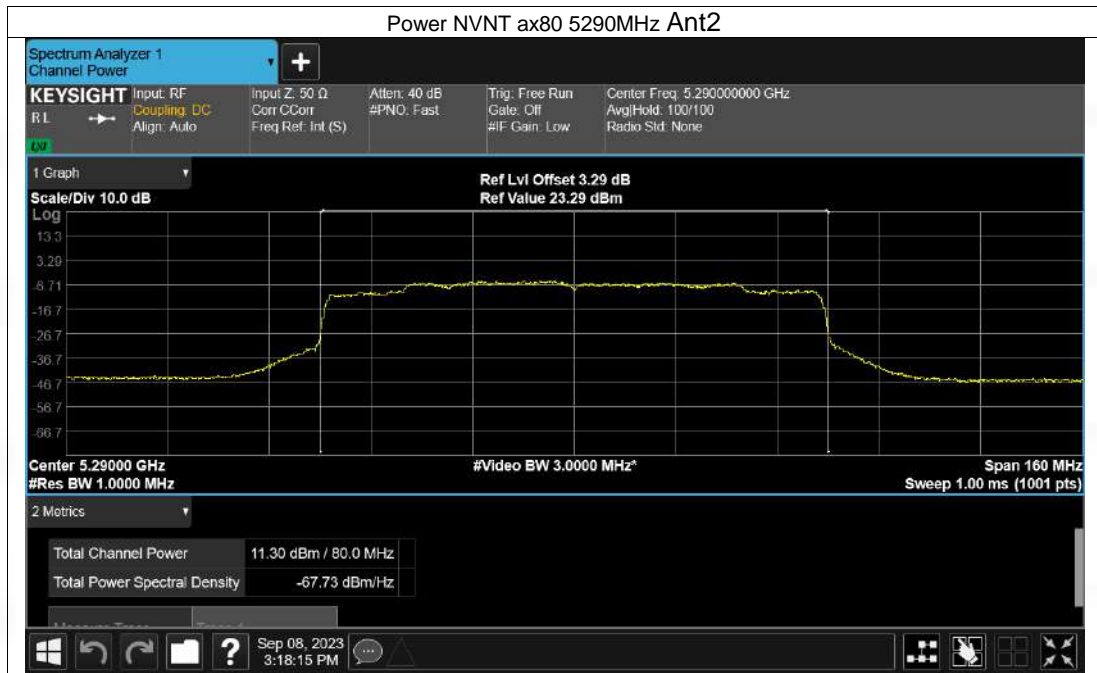 Power NVNT ax80 5290MHz Ant2
Spectrum Analyzer 1
Channel Power
+
KEYSIGHT
R L
LXI
Input: RF
Coupling: DC
Align: Auto
Input Z: 50 Ω
Corr CCorr
Freq Ref: Int (S)
Atten: 40 dB
#PNO: Fast
Trig: Free Run
Gate: Off
#IF Gain: Low
Center Freq: 5.290000000 GHz
Avg|Hold: 100/100
Radio Std: None
1 Graph
Scale/Div 10.0 dB
Ref Lvl Offset 3.29 dB
Ref Value 23.29 dBm
Log
13.3
3.29
-6.71
-16.7
-26.7
-36.7
-46.7
-56.7
-66.7
Center 5.29000 GHz
#Res BW 1.0000 MHz
#Video BW 3.0000 MHz*
Span 160 MHz
Sweep 1.00 ms (1001 pts)
2 Metrics
Total Channel Power 11.30 dBm / 80.0 MHz
Total Power Spectral Density -67.73 dBm/Hz
?
Sep 08, 2023
3:18:15 PM